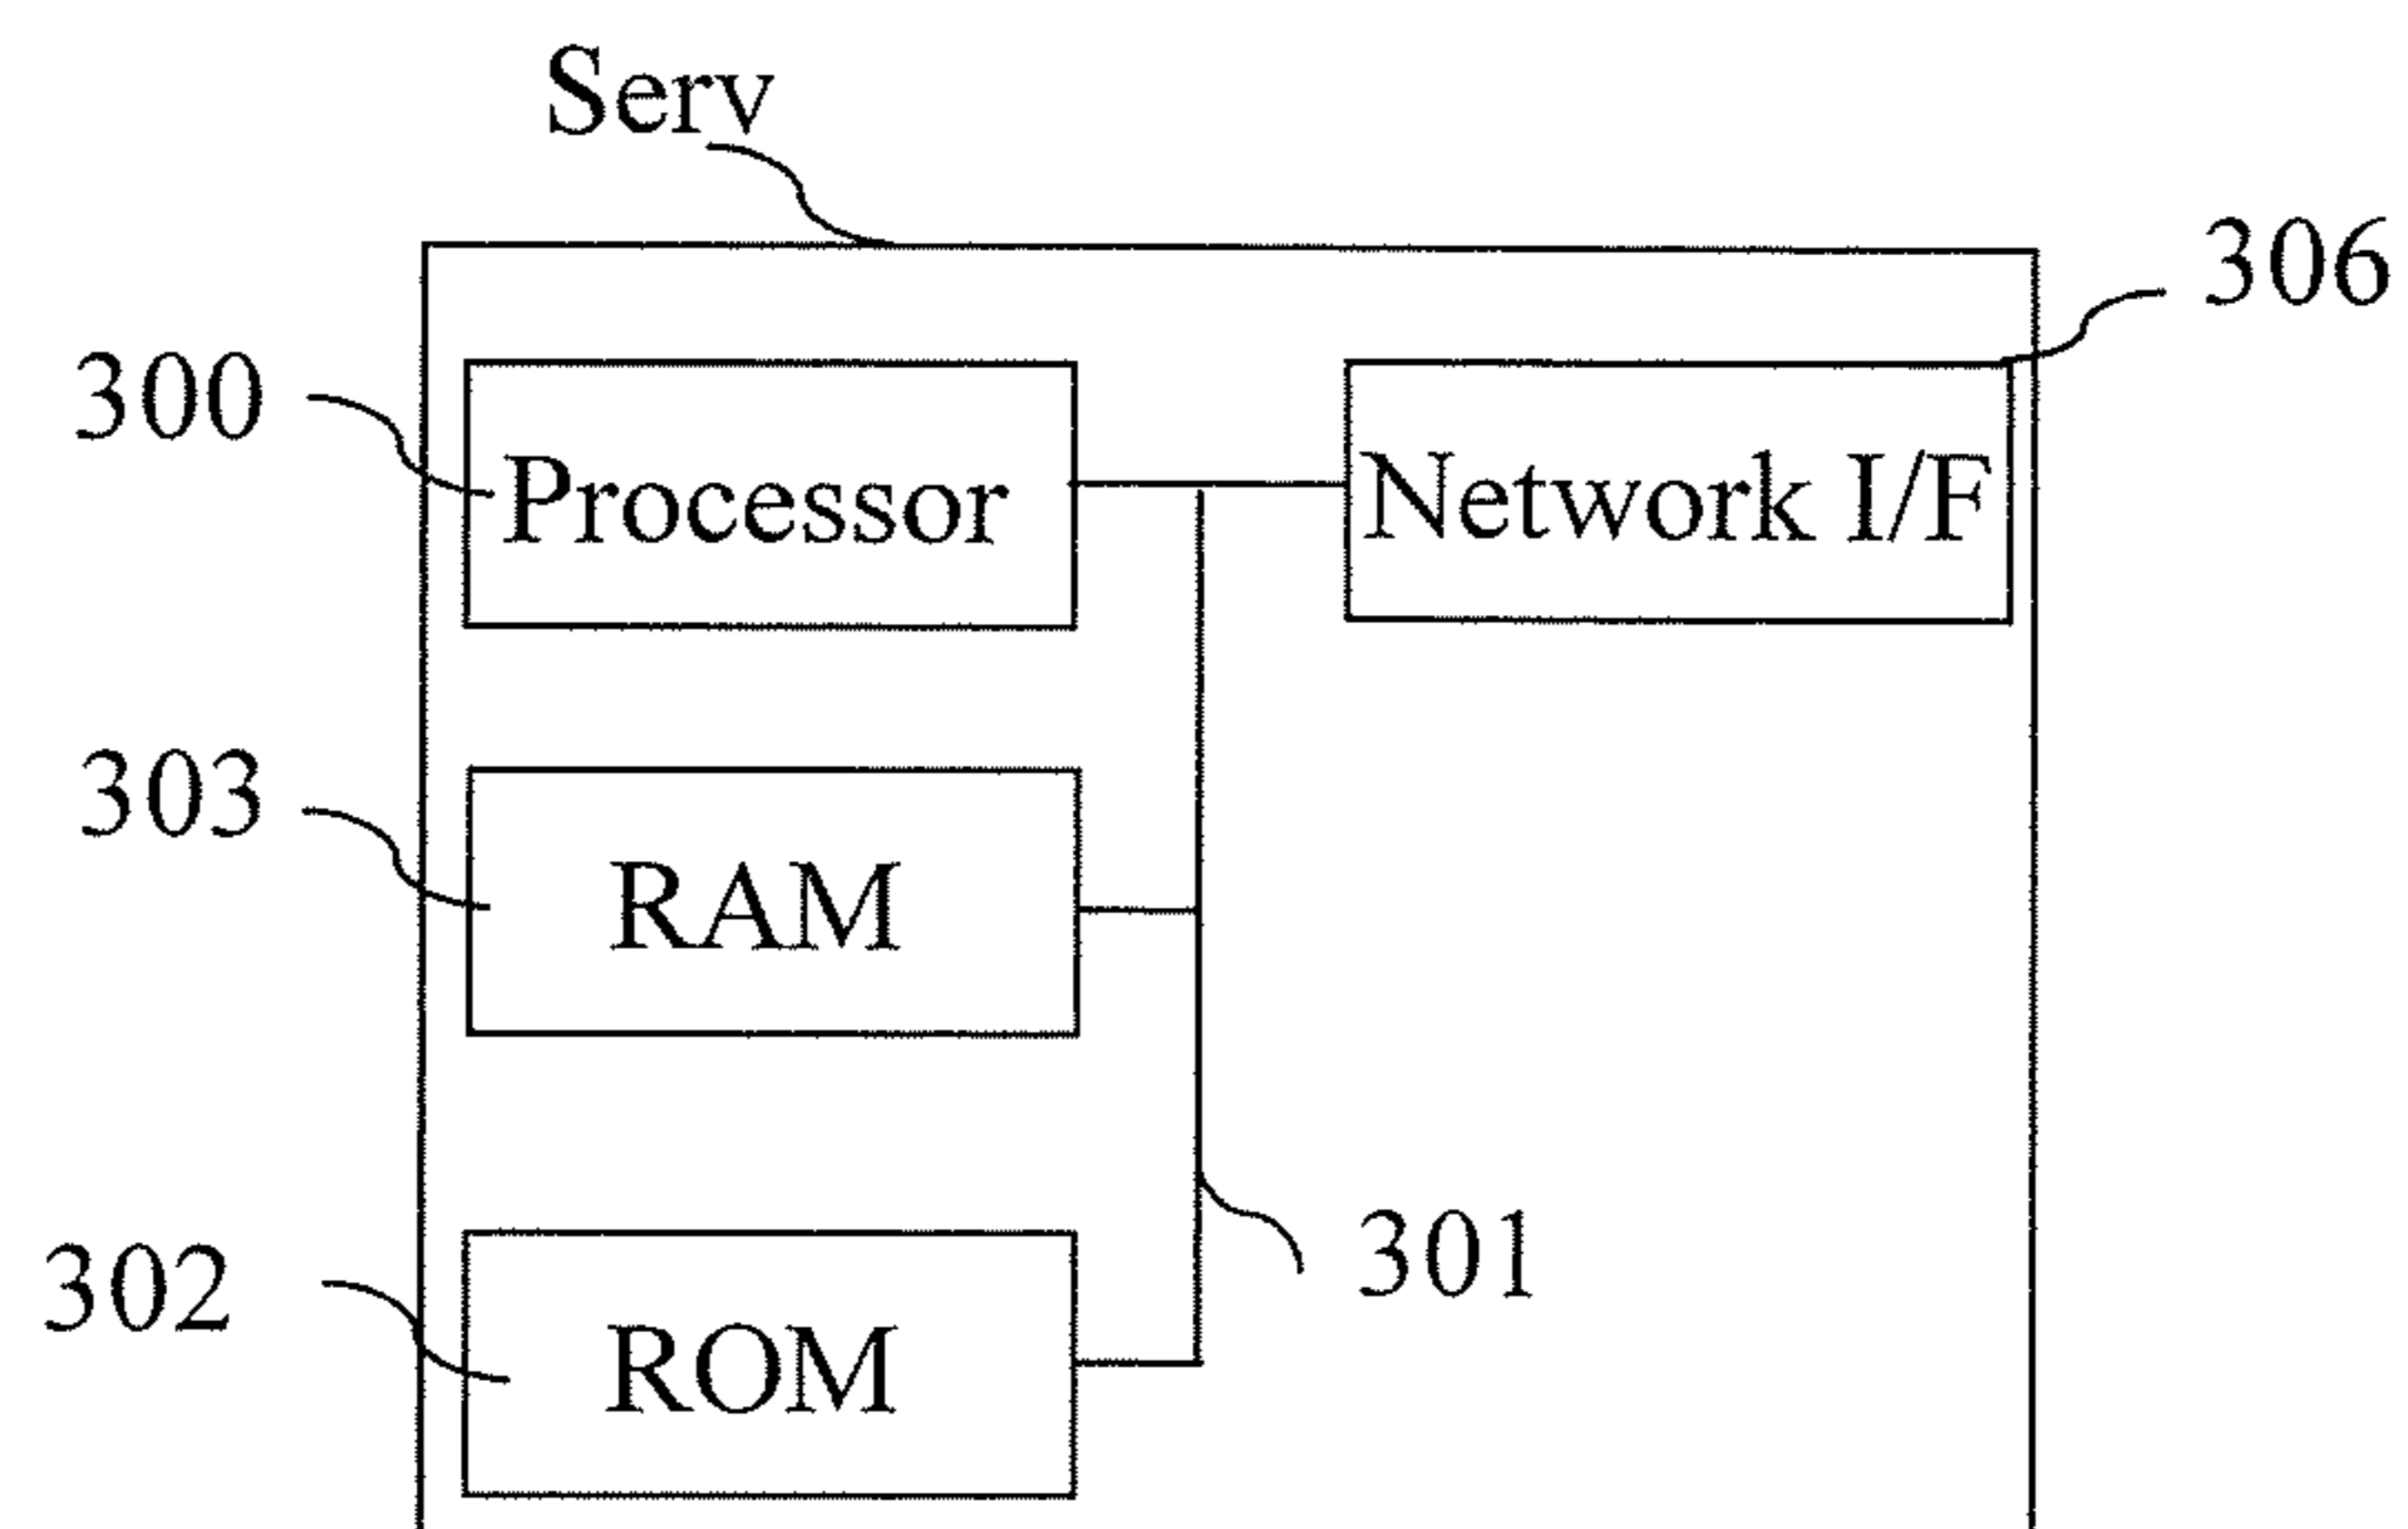 Serv
306
300
Processor
Network I/F
303
RAM
301
302
ROM